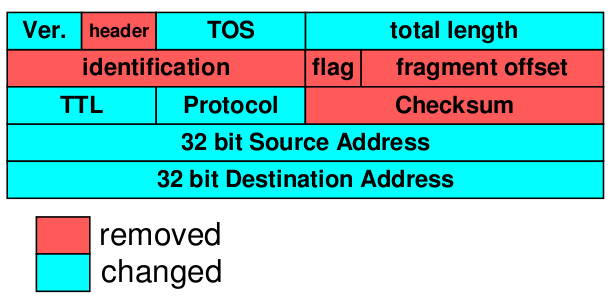 Ver. header TOS total length
identification flag fragment offset
TTL Protocol Checksum
32 bit Source Address
32 bit Destination Address
removed
changed